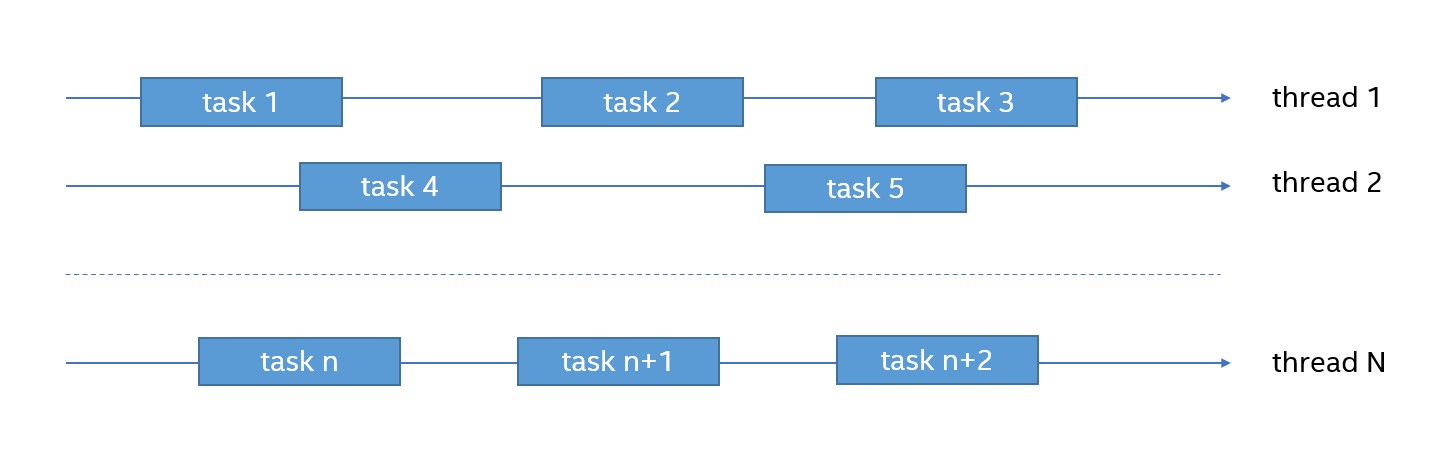 task 1
task 2
task 3
thread 1
task 4
task 5
thread 2
task n
task n+1
task n+2
thread N